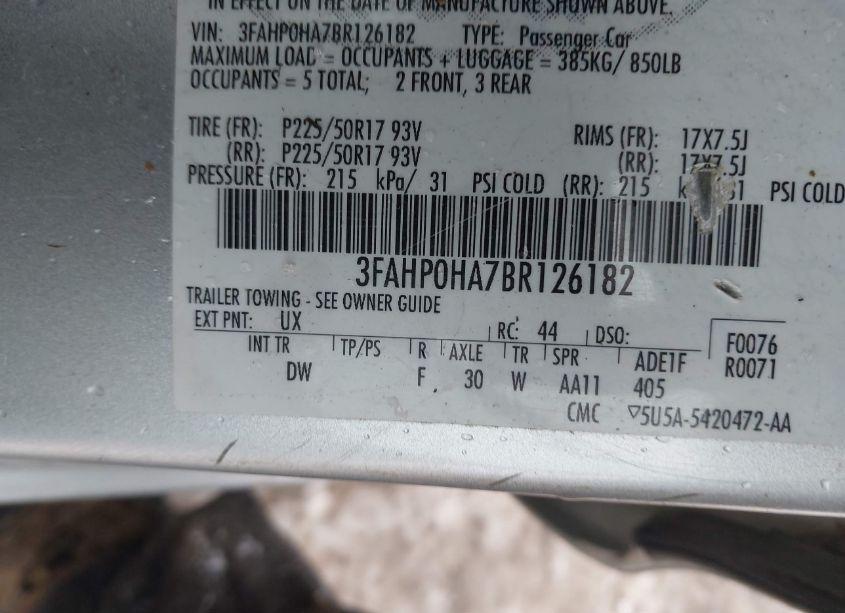 IN EFFECT ON THE DATE OF MANUFACTURE SHOWN ABOVE.
VIN: 3FAHP0HA7BR126182 TYPE: Passenger Car
MAXIMUM LOAD = OCCUPANTS + LUGGAGE = 385KG/ 850LB
OCCUPANTS = 5 TOTAL; 2 FRONT, 3 REAR
TIRE (FR): P225/50R17 93V RIMS (FR): 17X7.5J
(RR): P225/50R17 93V (RR): 17X7.5J
PRESSURE (FR): 215 kPa/ 31 PSI COLD (RR): 215 31 PSI COLD
3FAHP0HA7BR126182
TRAILER TOWING - SEE OWNER GUIDE
EXT PNT: UX RC: 44 DSO: F0076
INT TR TP/PS R AXLE TR SPR ADE1F R0071
DW F 30 W AA11 405
CMC ▽5U5A-5420472-AA